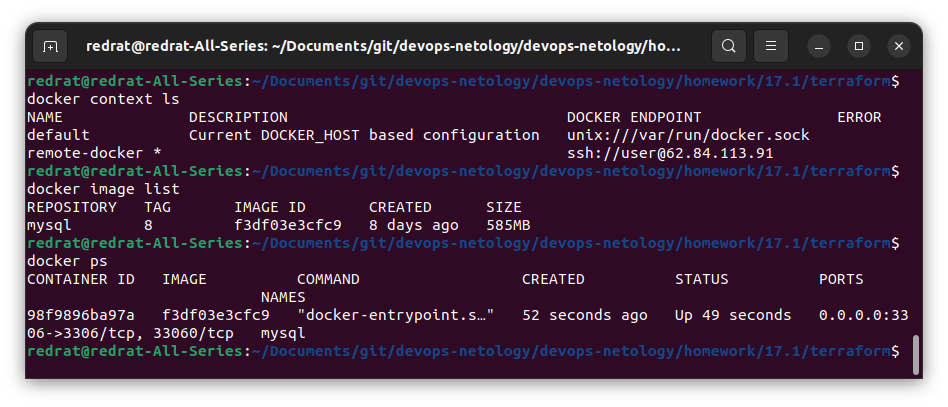 redrat@redrat-All-Series: ~/Documents/git/devops-netology/devops-netology/ho...
redrat@redrat-All-Series:~/Documents/git/devops-netology/devops-netology/homework/17.1/terraform$
docker context ls
NAME                DESCRIPTION                               DOCKER ENDPOINT               ERROR
default             Current DOCKER_HOST based configuration   unix:///var/run/docker.sock
remote-docker *                                               ssh://user@62.84.113.91
redrat@redrat-All-Series:~/Documents/git/devops-netology/devops-netology/homework/17.1/terraform$
docker image list
REPOSITORY   TAG       IMAGE ID       CREATED      SIZE
mysql        8         f3df03e3cfc9   8 days ago   585MB
redrat@redrat-All-Series:~/Documents/git/devops-netology/devops-netology/homework/17.1/terraform$
docker ps
CONTAINER ID   IMAGE          COMMAND                  CREATED          STATUS          PORTS
                          NAMES
98f9896ba97a   f3df03e3cfc9   "docker-entrypoint.s…"   52 seconds ago   Up 49 seconds   0.0.0.0:33
06->3306/tcp, 33060/tcp   mysql
redrat@redrat-All-Series:~/Documents/git/devops-netology/devops-netology/homework/17.1/terraform$